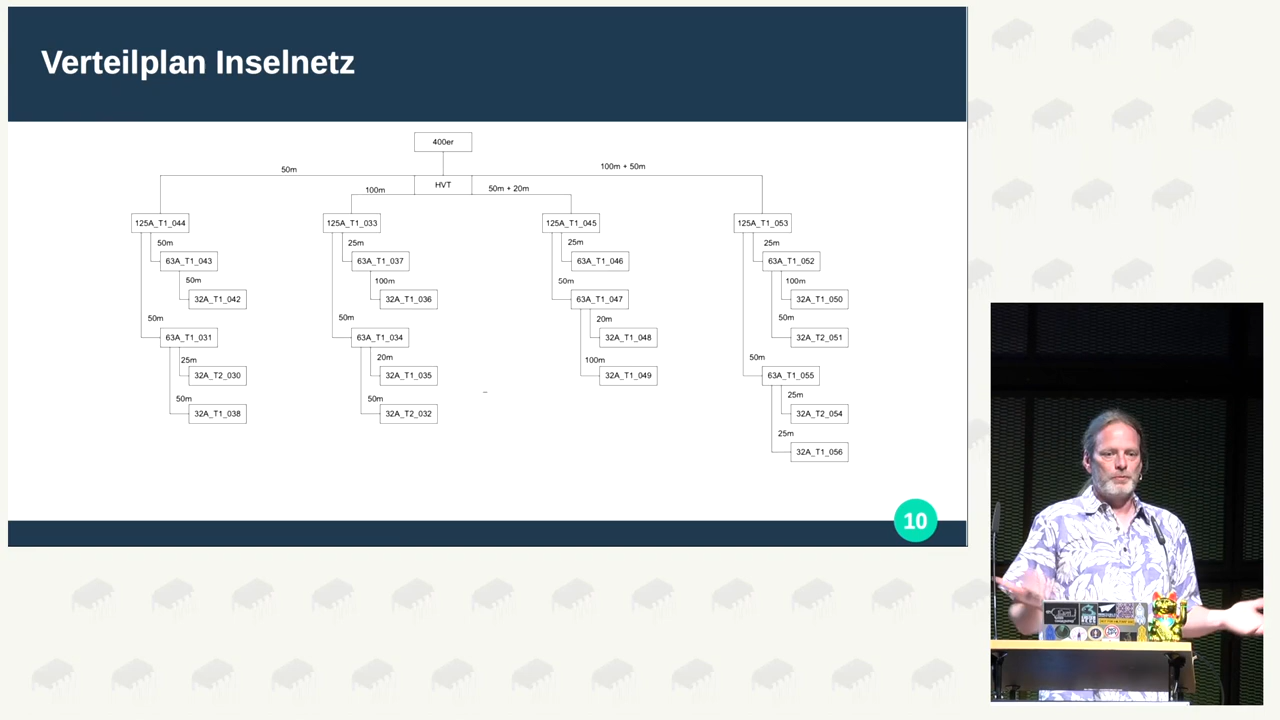 Verteilplan Inselnetz
400er
50m
100m + 50m
HVT
100m
50m + 20m
125A_T1_044
125A_T1_033
125A_T1_045
125A_T1_053
50m
25m
25m
25m
63A_T1_043
63A_T1_037
63A_T1_046
63A_T1_052
50m
100m
50m
100m
32A_T1_042
32A_T1_036
63A_T1_047
32A_T1_050
50m
50m
20m
50m
63A_T1_031
63A_T1_034
32A_T1_048
32A_T2_051
25m
20m
100m
50m
32A_T2_030
32A_T1_035
32A_T1_049
63A_T1_055
50m
50m
25m
32A_T1_038
32A_T2_032
32A_T2_054
25m
32A_T1_056
10